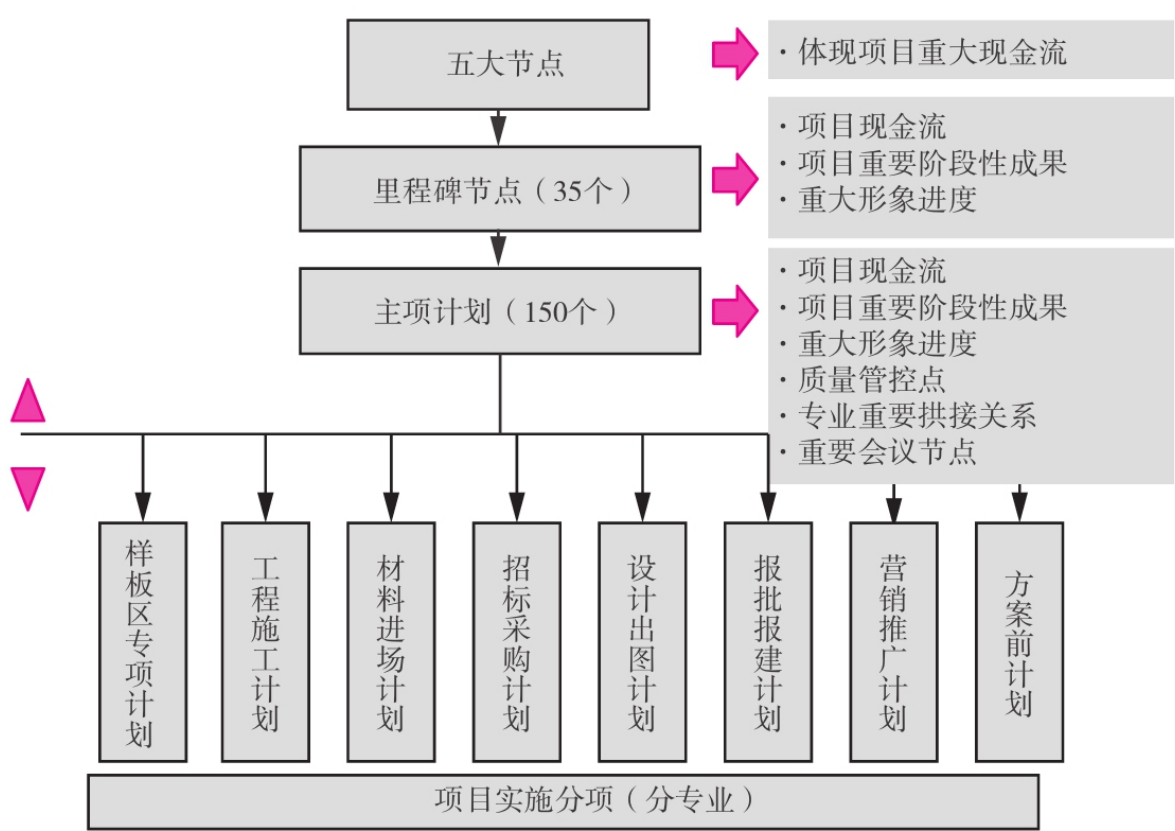 五大节点
·体现项目重大现金流
里程碑节点（35个）
·项目现金流
·项目重要阶段性成果
·重大形象进度
主项计划（150个）
·项目现金流
·项目重要阶段性成果
·重大形象进度
·质量管控点
·专业重要拱接关系
·重要会议节点
样板区专项计划
工程施工计划
材料进场计划
招标采购计划
设计出图计划
报批报建计划
营销推广计划
方案前计划
项目实施分项（分专业）